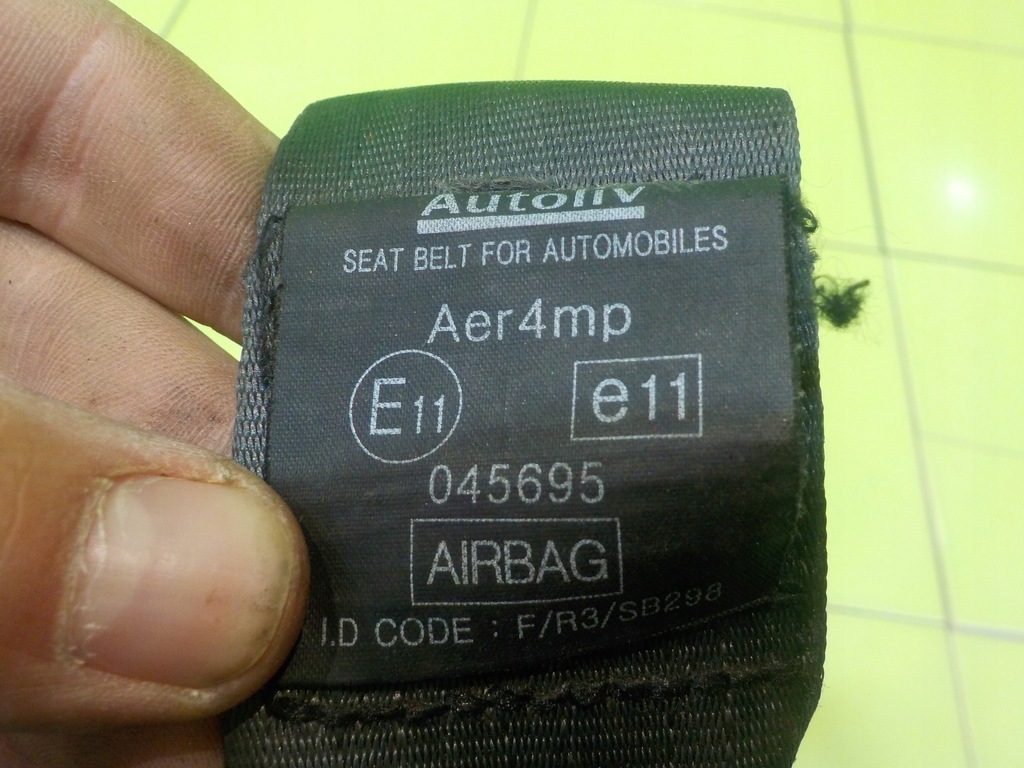 Autoliv
SEAT BELT FOR AUTOMOBILES
Aer4mp
E11 e11
045695
AIRBAG
I.D CODE : F/R3/SB298